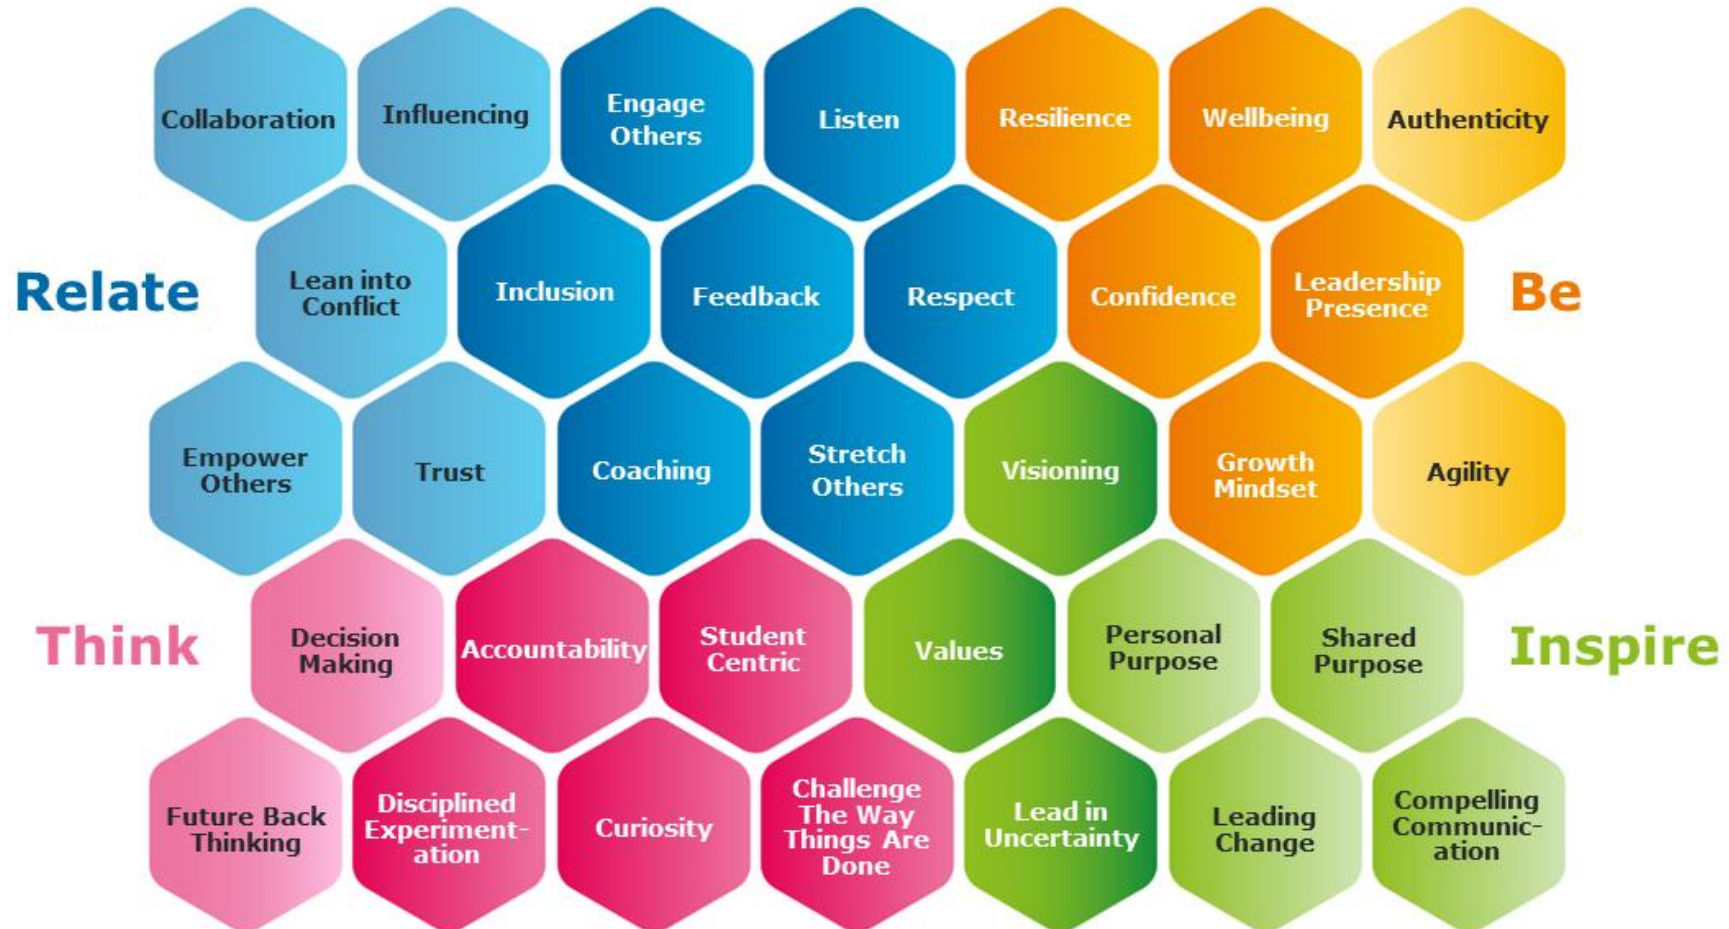 Collaboration
Influencing
Engage
Others
Listen
Resilience
Wellbeing
Authenticity
Relate
Lean into
Conflict
Inclusion
Feedback
Respect
Confidence
Leadership
Presence
Be
Empower
Others
Trust
Coaching
Stretch
Others
Visioning
Growth
Mindset
Agility
Think
Decision
Making
Accountability
Student
Centric
Values
Personal
Purpose
Shared
Purpose
Inspire
Future Back
Thinking
Disciplined
Experiment-
ation
Curiosity
Challenge
The Way
Things Are
Done
Lead in
Uncertainty
Leading
Change
Compelling
Communic-
ation